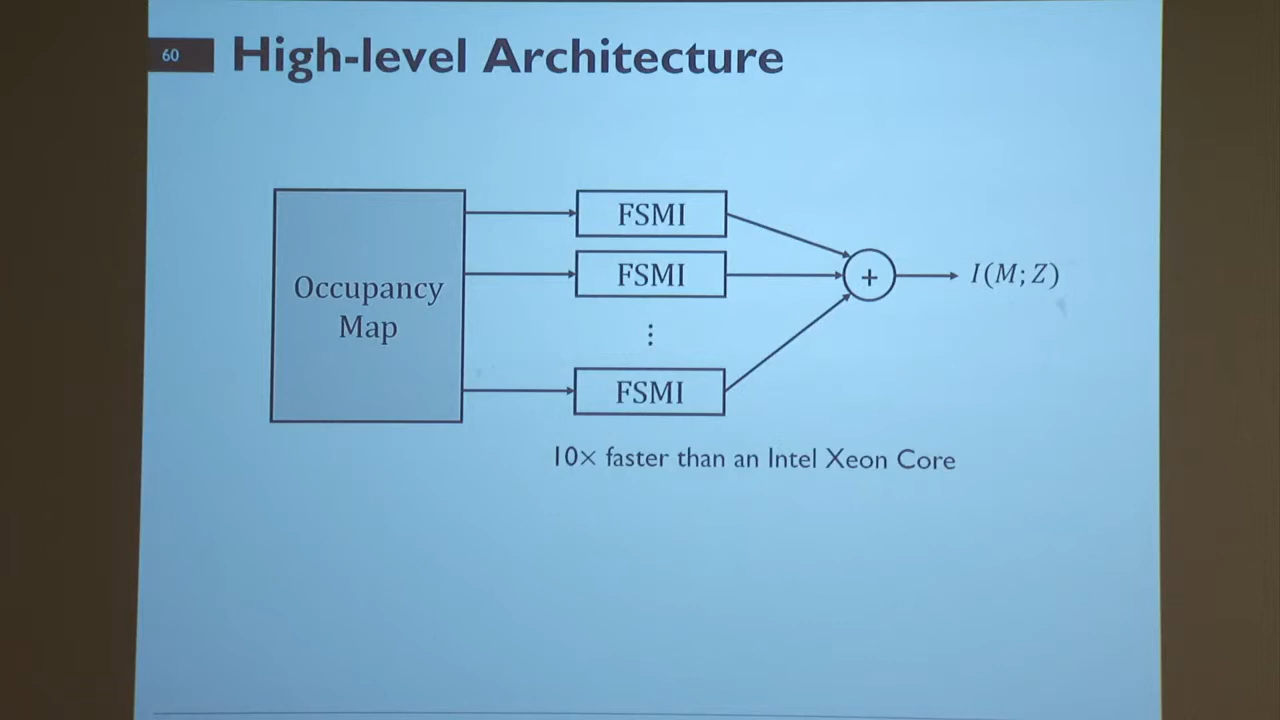 60
High-level Architecture
Occupancy
Map
FSMI
FSMI
⋮
FSMI
+
I(M; Z)
10× faster than an Intel Xeon Core